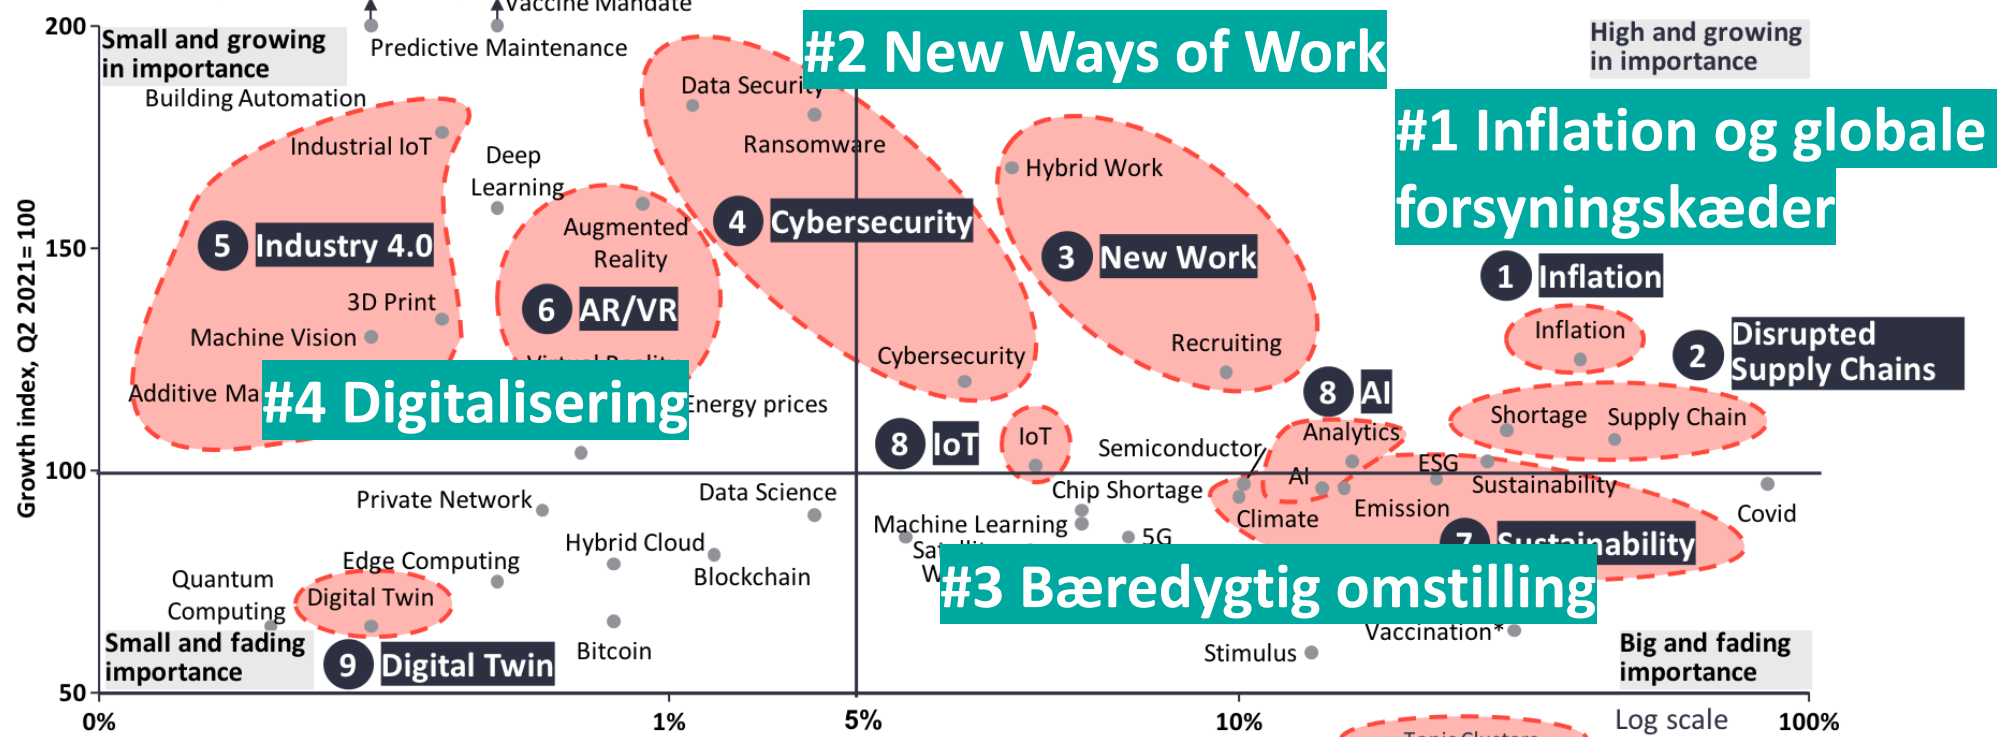 Vaccine Mandate
200
Small and growing
in importance
Predictive Maintenance
#2 New Ways of Work
High and growing
in importance
Building Automation
Data Security
#1 Inflation og globale
forsyningskæder
Industrial IoT
Ransomware
Deep
Learning
Hybrid Work
Growth index, Q2 2021= 100
150
5 Industry 4.0
Augmented
Reality
4 Cybersecurity
3 New Work
1 Inflation
6 AR/VR
3D Print
Machine Vision
Inflation
2 Disrupted
Supply Chains
Recruiting
Cybersecurity
Virtual Reality
Additive Ma
#4 Digitalisering
Energy prices
8 AI
Shortage
Supply Chain
8 IoT
IoT
Semiconductor
Analytics
100
ESG
AI
Sustainability
Private Network
Data Science
Chip Shortage
Emission
Climate
Covid
Machine Learning
5G
Hybrid Cloud
7 Sustainability
Edge Computing
Blockchain
Quantum
Computing
Digital Twin
#3 Bæredygtig omstilling
Vaccination*
Small and fading
importance
9 Digital Twin
Bitcoin
Stimulus
Big and fading
importance
50
0%
1%
5%
10%
Log scale
100%
Topic Clusters